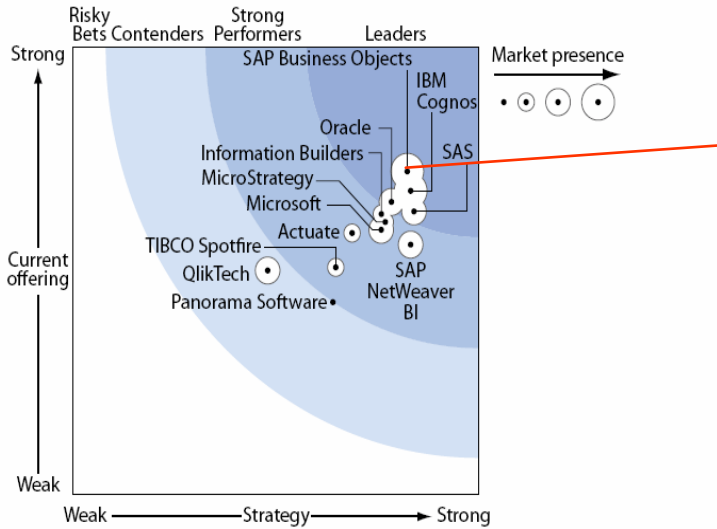 Risky
Bets
Contenders
Strong
Performers
Leaders
Strong
SAP Business Objects
Market presence
IBM
Cognos
Oracle
SAS
Information Builders
MicroStrategy
Microsoft
Actuate
TIBCO Spotfire
Current
offering
QlikTech
SAP
NetWeaver
BI
Panorama Software
Weak
Weak
Strategy
Strong